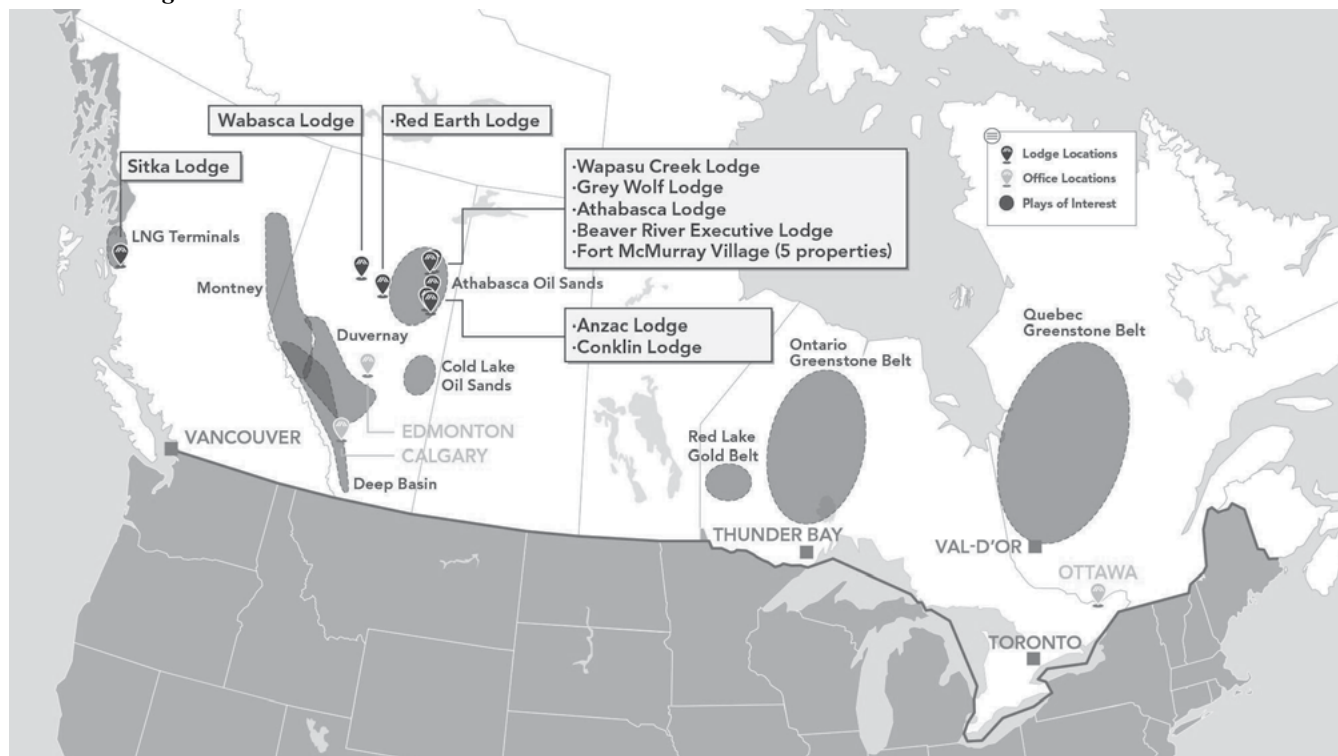 Wabasca Lodge
·Red Earth Lodge
Sitka Lodge
·Wapasu Creek Lodge
·Grey Wolf Lodge
·Athabasca Lodge
·Beaver River Executive Lodge
·Fort McMurray Village (5 properties)
Lodge Locations
Office Locations
Plays of Interest
LNG Terminals
Montney
Athabasca Oil Sands
·Anzac Lodge
·Conklin Lodge
Duvernay
Cold Lake
Oil Sands
Ontario
Greenstone Belt
Quebec
Greenstone Belt
VANCOUVER
EDMONTON
CALGARY
Deep Basin
Red Lake
Gold Belt
THUNDER BAY
VAL-D'OR
OTTAWA
TORONTO